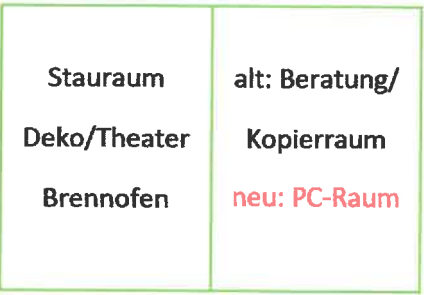 Stauraum
Deko/Theater
Brennofen
alt: Beratung/
Kopierraum
neu: PC-Raum